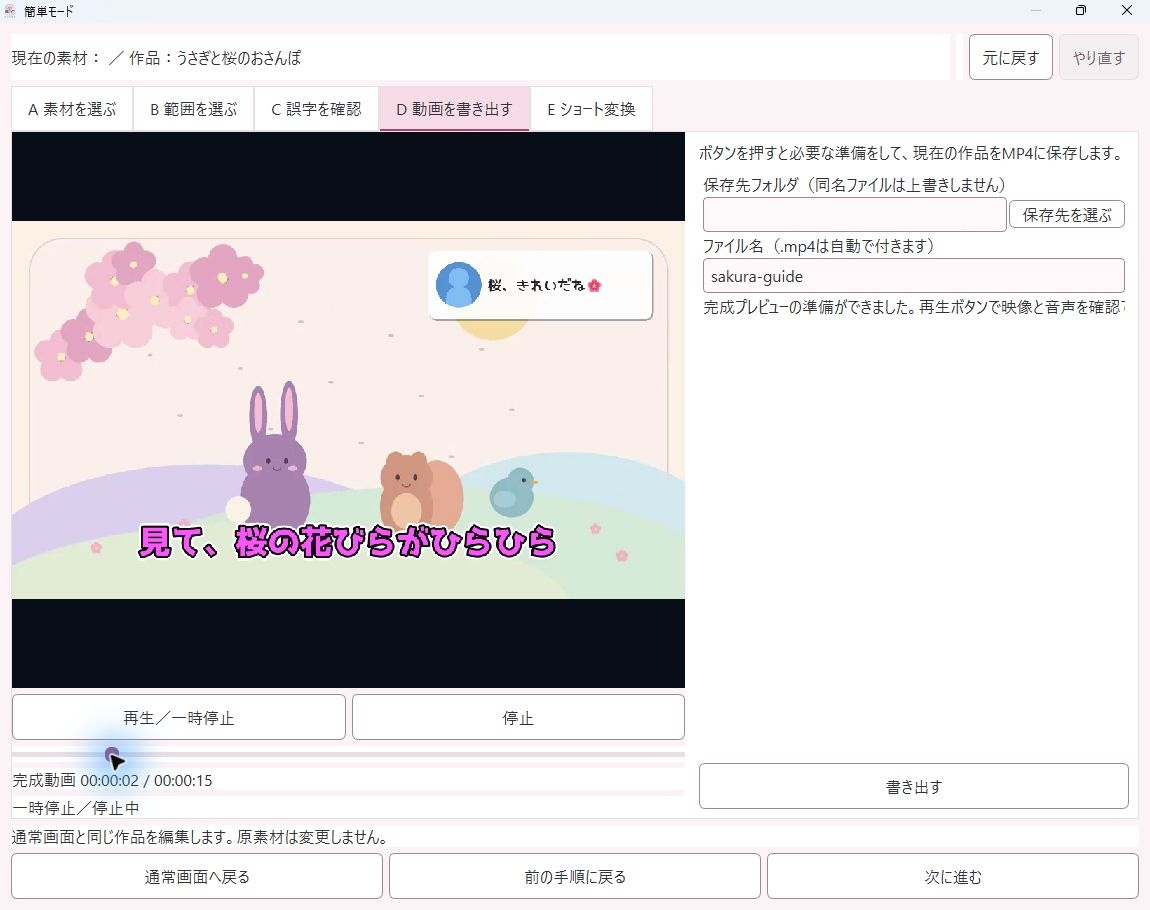 簡単モード
現在の素材： ／ 作品：うさぎと桜のおさんぽ
元に戻す
やり直す
A 素材を選ぶ
B 範囲を選ぶ
C 誤字を確認
D 動画を書き出す
E ショート変換
桜、きれいだな🌸
見て、桜の花びらがひらひら
再生／一時停止
停止
完成動画 00:00:02 / 00:00:15
一時停止／停止中
ボタンを押すと必要な準備をして、現在の作品をMP4に保存します。
保存先フォルダ（同名ファイルは上書きしません）
保存先を選ぶ
ファイル名（.mp4は自動で付きます）
sakura-guide
完成プレビューの準備ができました。再生ボタンで映像と音声を確認
書き出す
通常画面と同じ作品を編集します。原素材は変更しません。
通常画面へ戻る
前の手順に戻る
次に進む